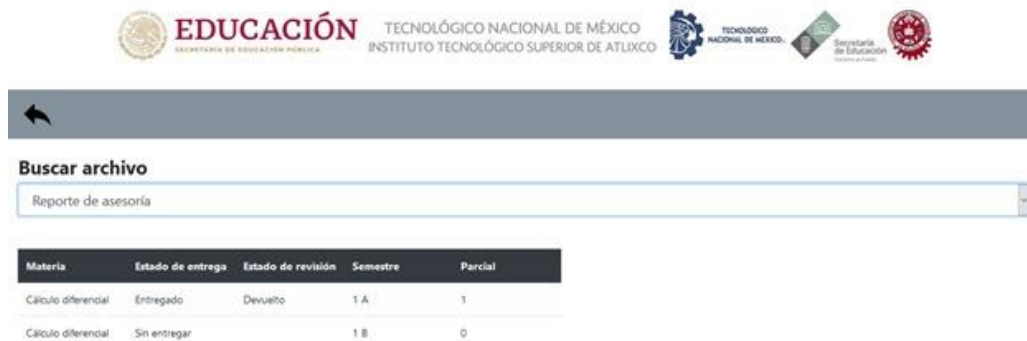 EDUCACIÓN
SECRETARÍA DE EDUCACIÓN PÚBLICA
TECNOLÓGICO NACIONAL DE MÉXICO
INSTITUTO TECNOLÓGICO SUPERIOR DE ATLIXCO
TECNOLÓGICO
NACIONAL DE MÉXICO
Secretaría
de Educación
Buscar archivo
Reporte de asesoría
Materia Estado de entrega Estado de revisión Semestre Parcial
Cálculo diferencial Entregado Devuelto 1 A 1
Cálculo diferencial Sin entregar 1 B 0